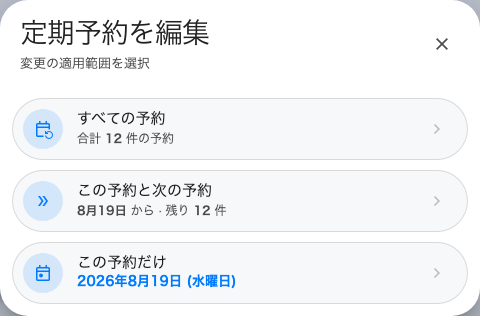 定期予約を編集
変更の適用範囲を選択
すべての予約
合計 12 件の予約
この予約と次の予約
8月19日 から · 残り 12 件
この予約だけ
2026年8月19日 (水曜日)